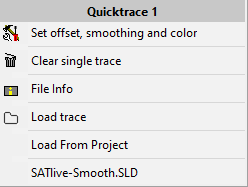 Quicktrace 1
Set offset, smoothing and color
Clear single trace
File Info
Load trace
Load From Project
SATlive-Smooth.SLD